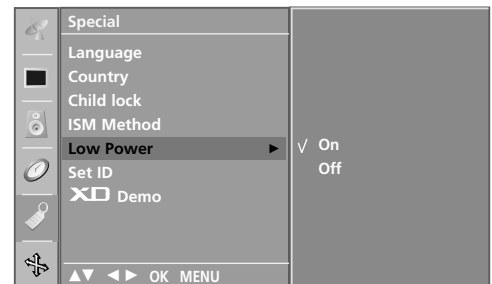 Special
Language
Country
Child lock
ISM Method
Low Power ►
√ On
Off
Set ID
XD Demo
▲▼ ◄► OK MENU